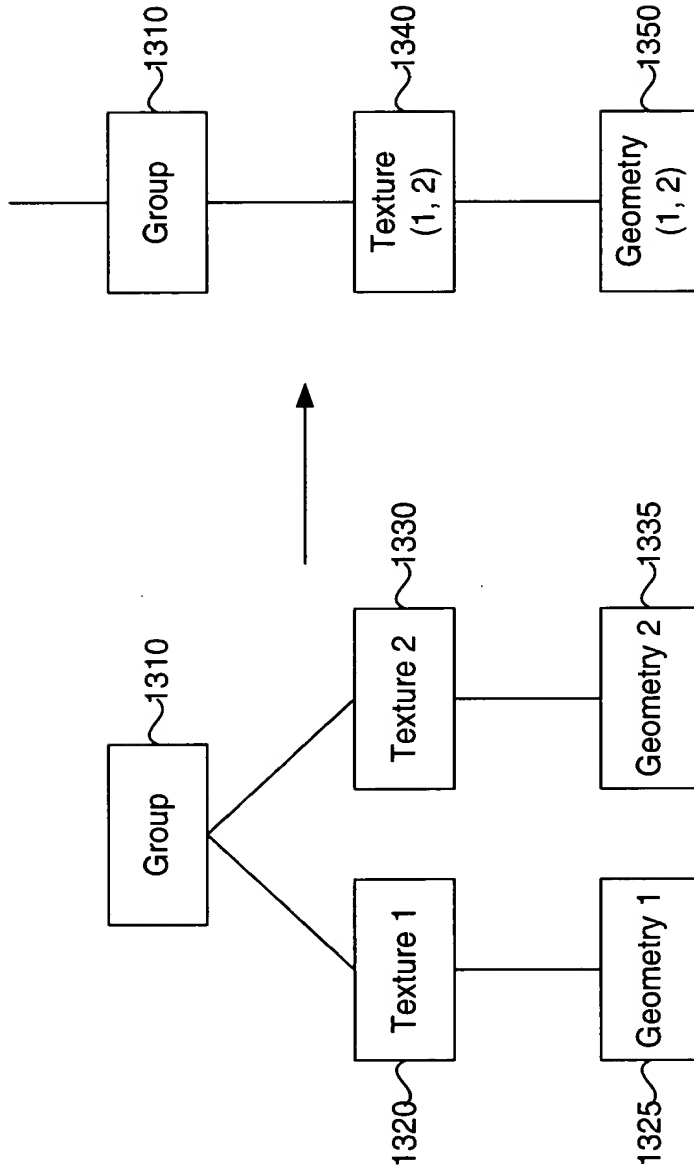 Group
1310
Texture 1
1320
Texture 2
1330
Geometry 1
1325
Geometry 2
1335
Group
1310
Texture
(1, 2)
1340
Geometry
(1, 2)
1350